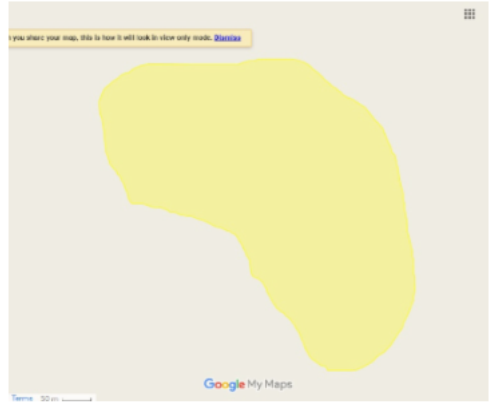 you share your map, this is how it will look in view only mode. Dismiss
Google My Maps
Terms 50 m